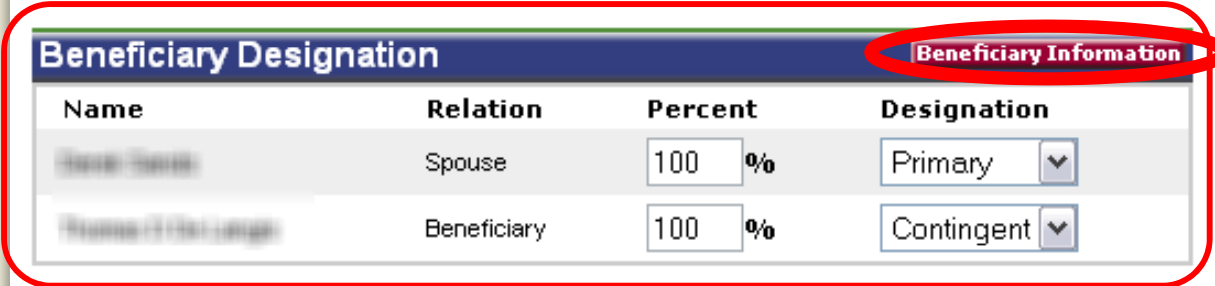 Beneficiary Designation Beneficiary Information
Name Relation Percent Designation
Spouse 100 % Primary
Beneficiary 100 % Contingent